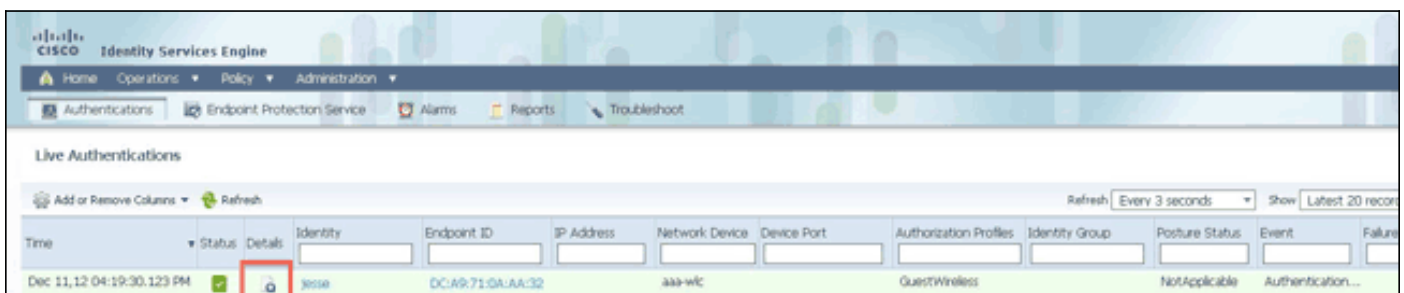 CISCO Identity Services Engine
Home Operations Policy Administration
Authentications Endpoint Protection Service Alarms Reports Troubleshoot
Live Authentications
Add or Remove Columns Refresh Refresh Every 3 seconds Show Latest 20 recor
Time Status Details Identity Endpoint ID IP Address Network Device Device Port Authorization Profiles Identity Group Posture Status Event Failure
Dec 11,12 04:19:30.123 PM jesse DC:A9:71:0A:AA:32 aaa-wlc GuestWireless NotApplicable Authentication...